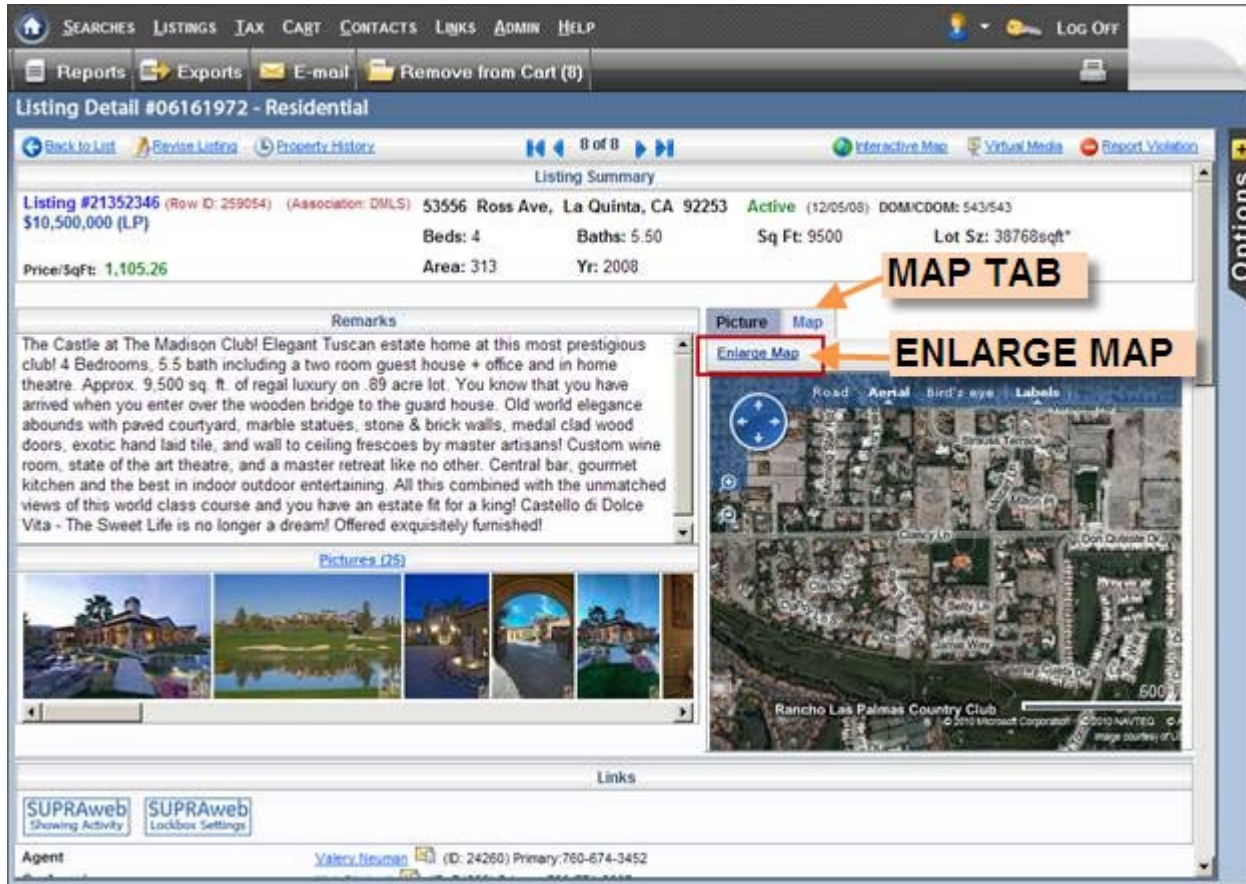 SEARCHES LISTINGS TAX CART CONTACTS LINKS ADMIN HELP LOG OFF
Reports Exports E-mail Remove from Cart (8)
Listing Detail #06161972 - Residential
Back to List Revise Listing Property History 8 of 8 Interactive Map Virtual Media Report Violation
Options
Listing Summary
Listing #21352346 (Row ID: 259054) (Association: DMLS) 53556 Ross Ave, La Quinta, CA 92253 Active (12/05/08) DOM/CDOM: 543/543
$10,500,000 (LP)
Beds: 4 Baths: 5.50 Sq Ft: 9500 Lot Sz: 38768sqft*
Price/SqFt: 1,105.26 Area: 313 Yr: 2008
MAP TAB
Remarks
Picture Map
Enlarge Map
ENLARGE MAP
The Castle at The Madison Club! Elegant Tuscan estate home at this most prestigious
club! 4 Bedrooms, 5.5 bath including a two room guest house + office and in home
theatre. Approx. 9,500 sq. ft. of regal luxury on .89 acre lot. You know that you have
arrived when you enter over the wooden bridge to the guard house. Old world elegance
abounds with paved courtyard, marble statues, stone & brick walls, medal clad wood
doors, exotic hand laid tile, and wall to ceiling frescoes by master artisans! Custom wine
room, state of the art theatre, and a master retreat like no other. Central bar, gourmet
kitchen and the best in indoor outdoor entertaining. All this combined with the unmatched
views of this world class course and you have an estate fit for a king! Castello di Dolce
Vita - The Sweet Life is no longer a dream! Offered exquisitely furnished!
Pictures (25)
Road Aerial Bird's eye Labels
Strauss Terrace
Clancy Ln
Don Quixote Dr
Betty Ln
Jamie Way
600
Rancho Las Palmas Country Club
© 2010 Microsoft Corporation © 2010 NAVTEQ ©
Image courtesy of
Links
SUPRAweb SUPRAweb
Showing Activity Lockbox Settings
Agent Valery Neuman (ID: 24260) Primary:760-674-3452